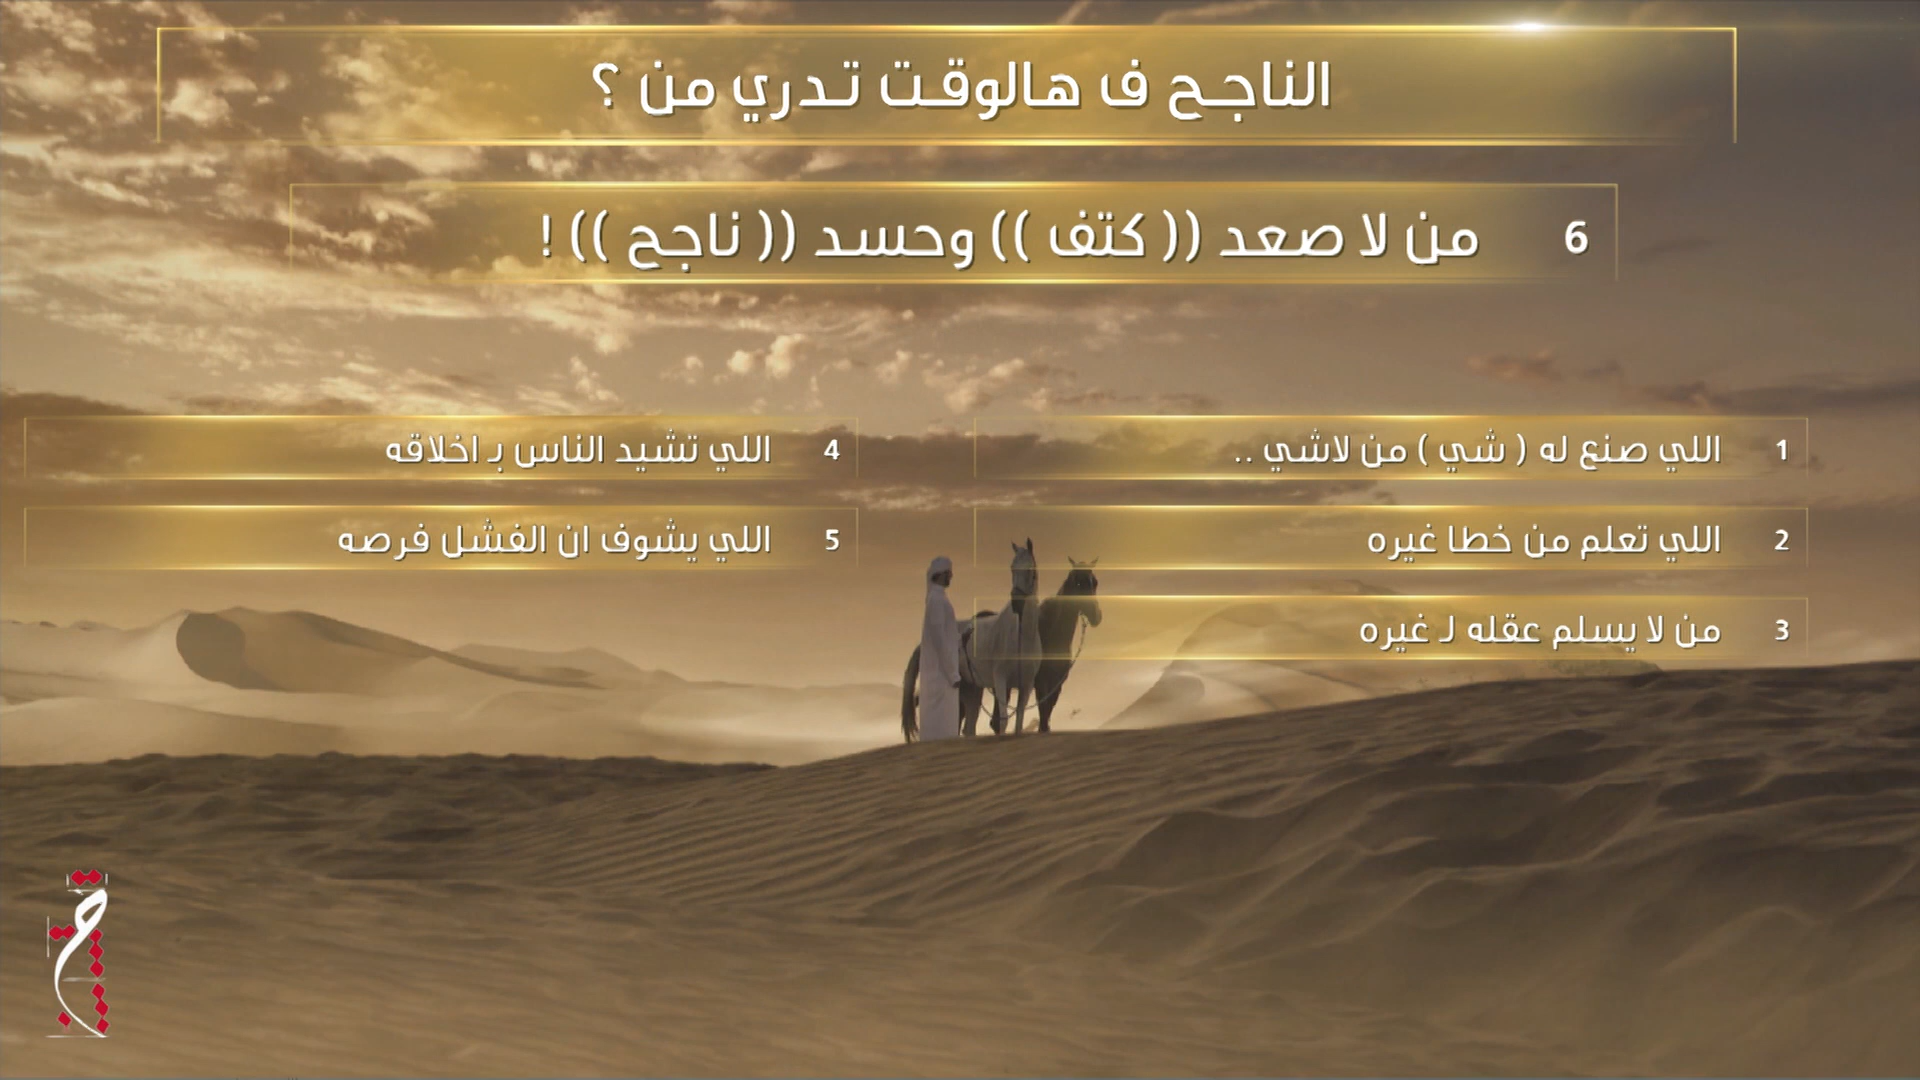 الناجح ف هالوقت تدري من ؟
6 من لا صعد (( كتف )) وحسد (( ناجح )) !
1 اللي صنع له ( شي ) من لاشي ..
2 اللي تعلم من خطا غيره
3 من لا يسلم عقله لـ غيره
4 اللي تشيد الناس بـ اخلاقه
5 اللي يشوف ان الفشل فرصه